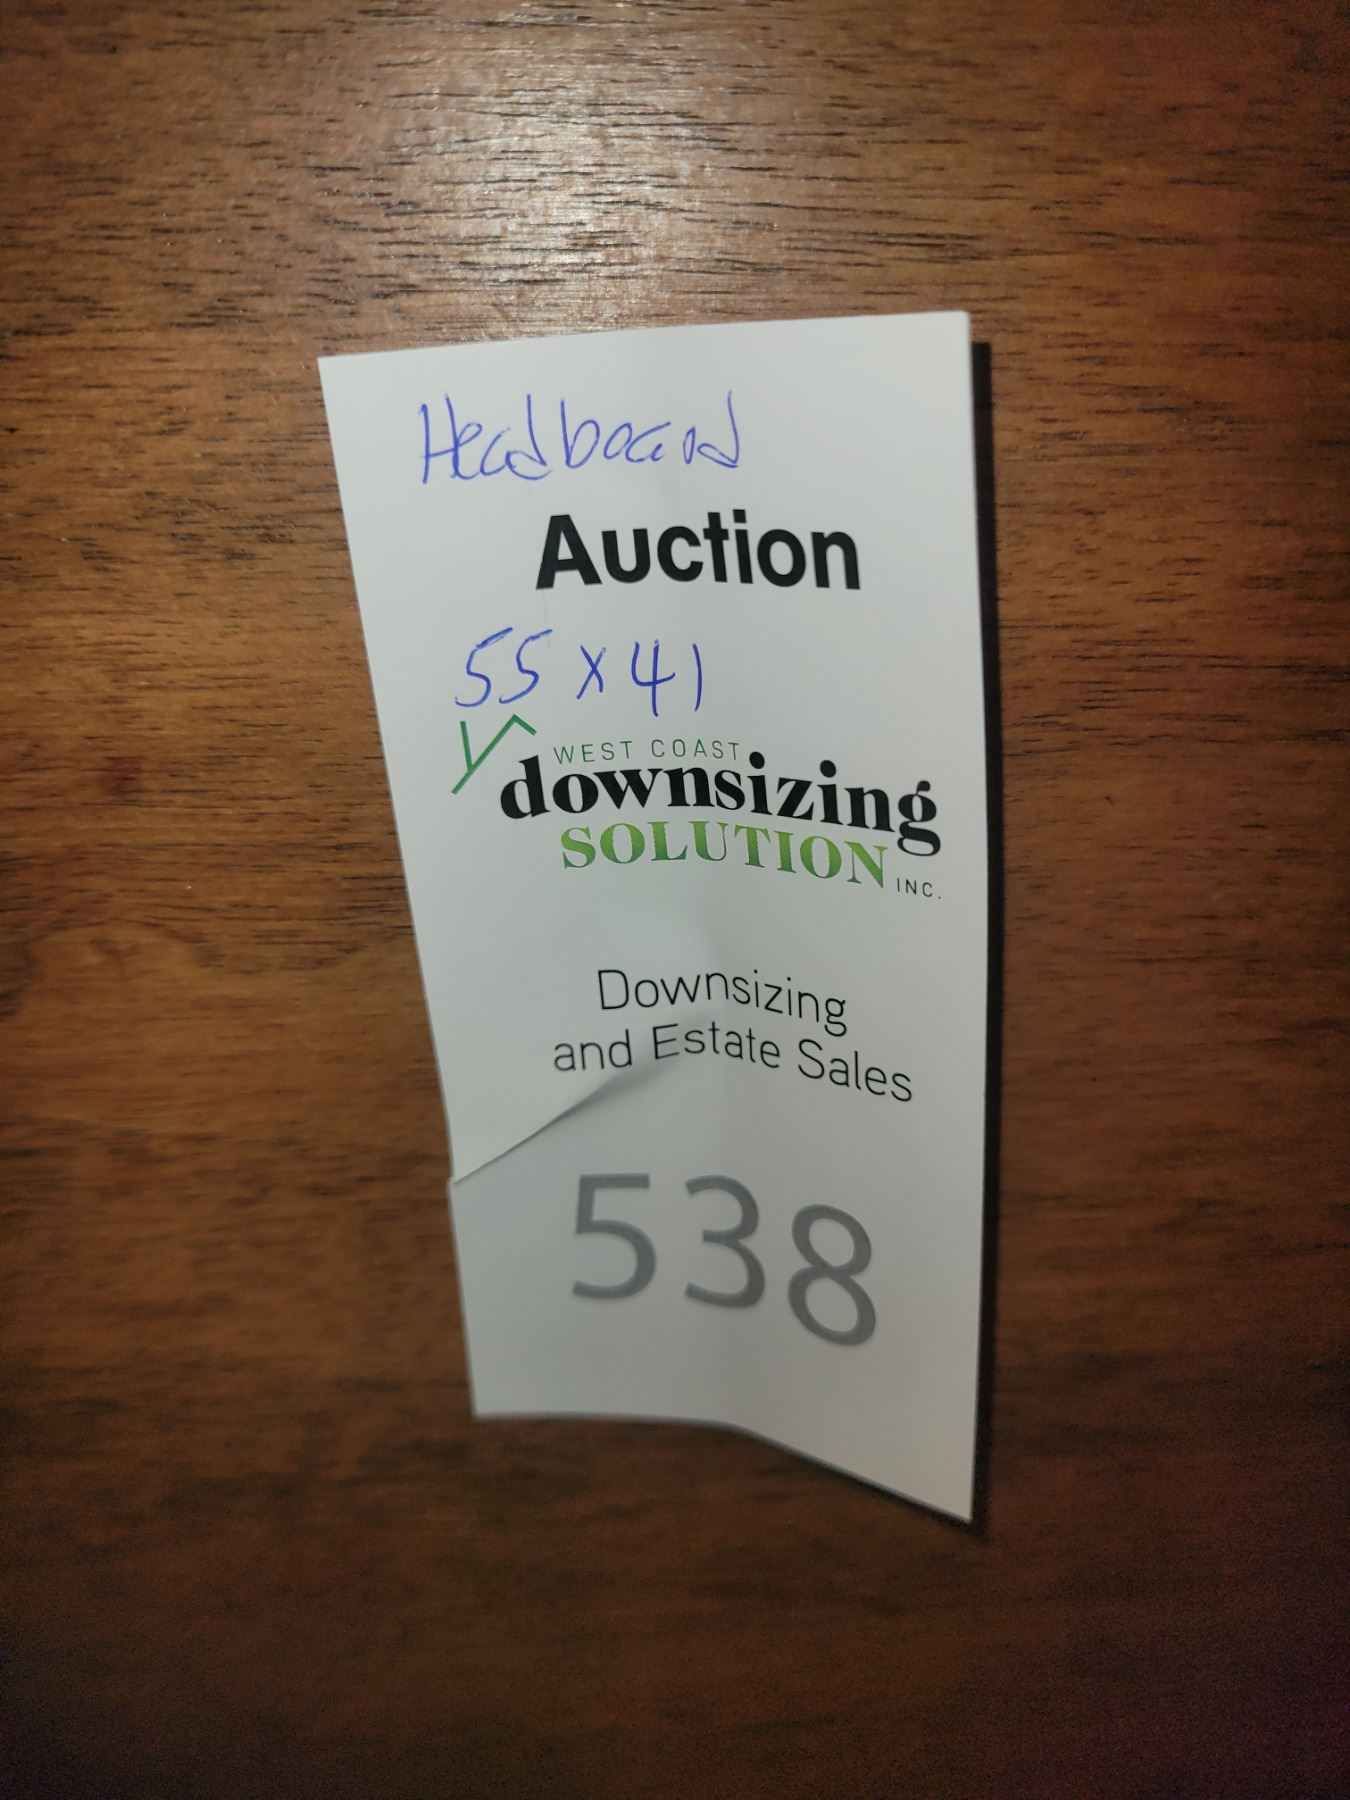 Headboard
Auction
55 x 41
WEST COAST
downsizing
SOLUTION INC.
Downsizing
and Estate Sales
538